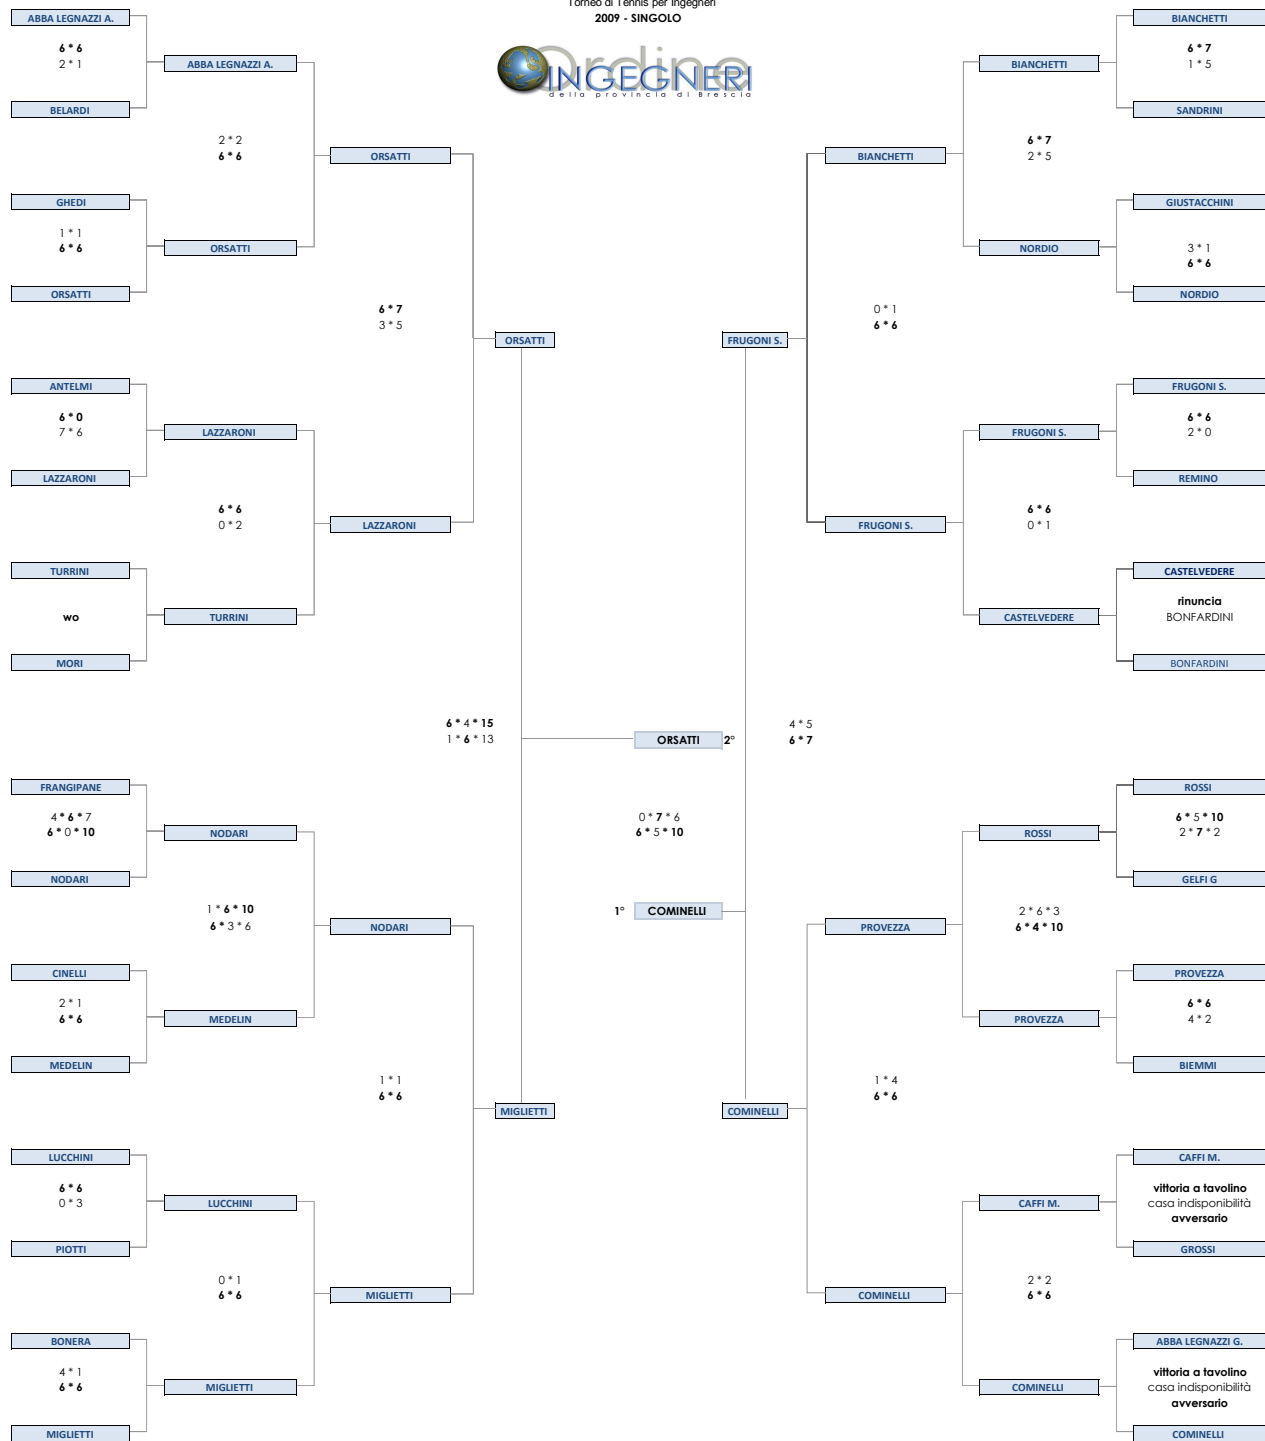 Torneo di Tennis per Ingegneri
2009 - SINGOLO
Ordine
INGEGNERI
della provincia di Brescia
ABBA LEGNAZZI A.
6 * 6
2 * 1
BELARDI
ABBA LEGNAZZI A.
2 * 2
6 * 6
GHEDI
1 * 1
6 * 6
ORSATTI
ORSATTI
ORSATTI
6 * 7
3 * 5
ORSATTI
ANTELMI
6 * 0
7 * 6
LAZZARONI
LAZZARONI
6 * 6
0 * 2
LAZZARONI
TURRINI
wo
MORI
TURRINI
6 * 4 * 15
1 * 6 * 13
FRANGIPANE
4 * 6 * 7
6 * 0 * 10
NODARI
NODARI
1 * 6 * 10
6 * 3 * 6
NODARI
CINELLI
2 * 1
6 * 6
MEDELIN
MEDELIN
1 * 1
6 * 6
MIGLIETTI
LUCCHINI
6 * 6
0 * 3
PIOTTI
LUCCHINI
0 * 1
6 * 6
MIGLIETTI
BONERA
4 * 1
6 * 6
MIGLIETTI
MIGLIETTI
ORSATTI 2°
0 * 7 * 6
6 * 5 * 10
1° COMINELLI
BIANCHETTI
6 * 7
1 * 5
SANDRINI
BIANCHETTI
6 * 7
2 * 5
BIANCHETTI
GIUSTACCHINI
3 * 1
6 * 6
NORDIO
NORDIO
0 * 1
6 * 6
FRUGONI S.
FRUGONI S.
6 * 6
2 * 0
REMINO
FRUGONI S.
6 * 6
0 * 1
FRUGONI S.
CASTELVEDERE
rinuncia
BONFARDINI
BONFARDINI
CASTELVEDERE
4 * 5
6 * 7
ROSSI
6 * 5 * 10
2 * 7 * 2
GELFI G
ROSSI
2 * 6 * 3
6 * 4 * 10
PROVEZZA
PROVEZZA
6 * 6
4 * 2
BIEMMI
PROVEZZA
1 * 4
6 * 6
COMINELLI
CAFFI M.
vittoria a tavolino
casa indisponibilità
avversario
GROSSI
CAFFI M.
2 * 2
6 * 6
COMINELLI
ABBA LEGNAZZI G.
vittoria a tavolino
casa indisponibilità
avversario
COMINELLI
COMINELLI